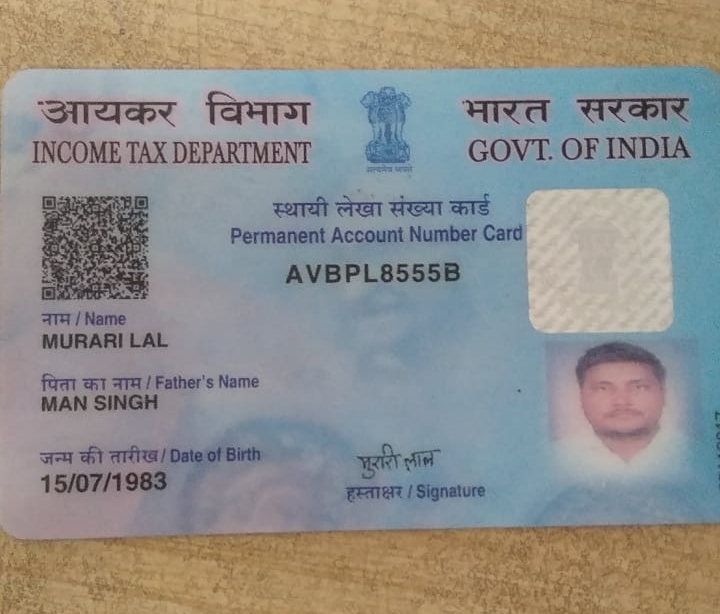 आयकर विभाग
INCOME TAX DEPARTMENT
भारत सरकार
GOVT. OF INDIA
सत्यमेव जयते
स्थायी लेखा संख्या कार्ड
Permanent Account Number Card
AVBPL8555B
नाम / Name
MURARI LAL
पिता का नाम / Father's Name
MAN SINGH
जन्म की तारीख / Date of Birth
15/07/1983
मुरारी लाल
हस्ताक्षर / Signature